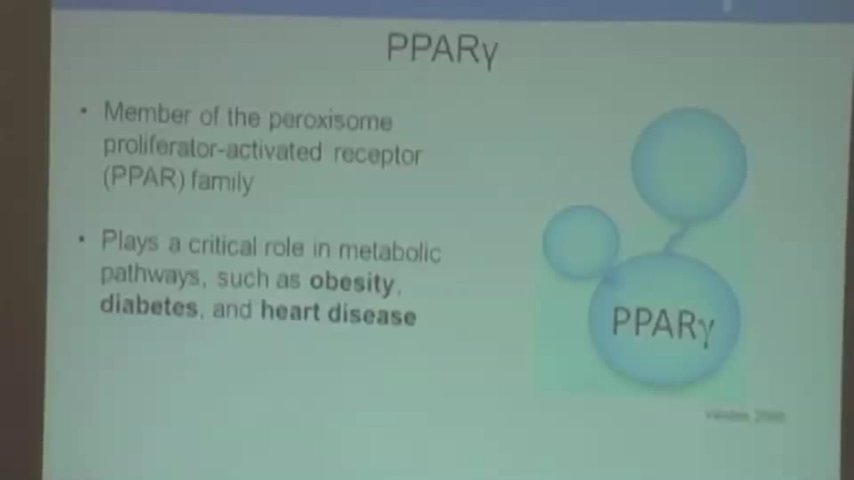 PPARγ
• Member of the peroxisome
proliferator-activated receptor
(PPAR) family
• Plays a critical role in metabolic
pathways, such as obesity,
diabetes, and heart disease
PPARγ